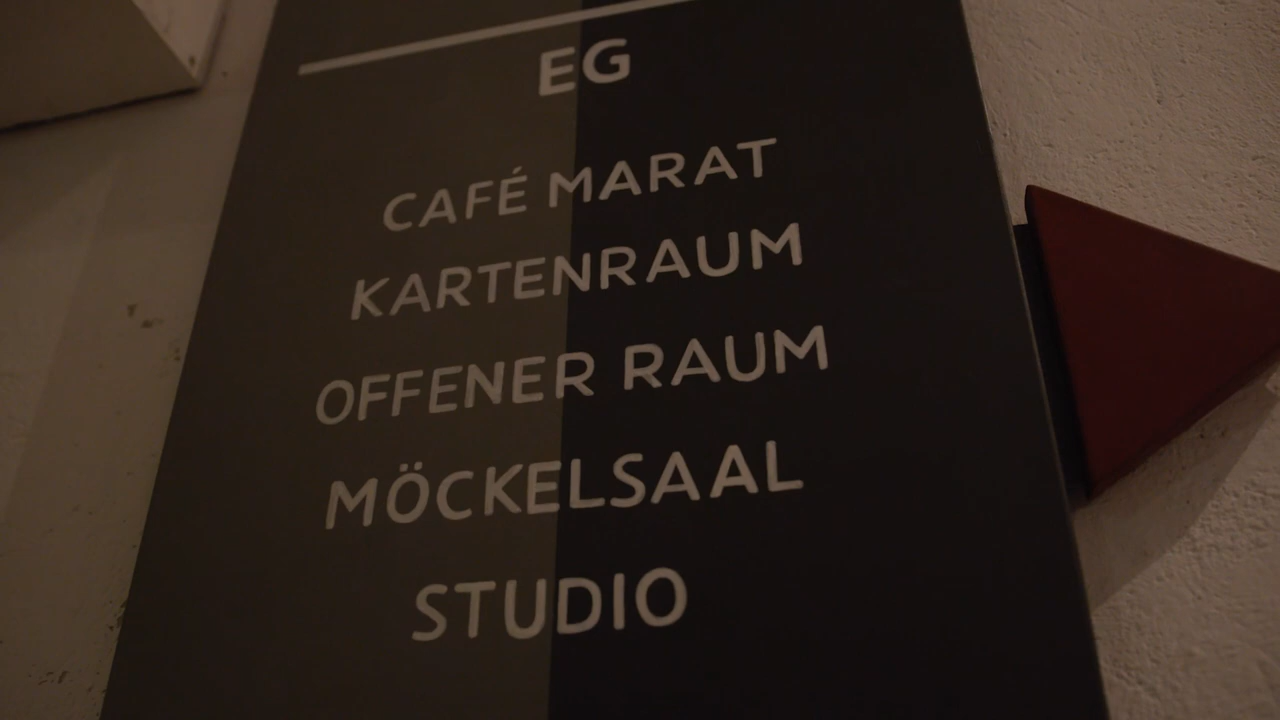 EG
CAFÉ MARAT
KARTENRAUM
OFFENER RAUM
MÖCKELSAAL
STUDIO